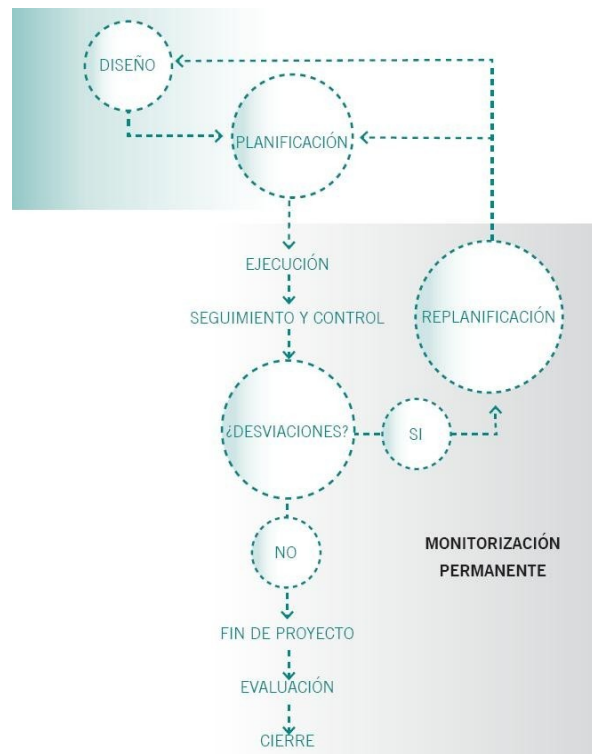 DISEÑO
PLANIFICACIÓN
EJECUCIÓN
SEGUIMIENTO Y CONTROL
REPLANIFICACIÓN
¿DESVIACIONES?
SI
NO
MONITORIZACIÓN
PERMANENTE
FIN DE PROYECTO
EVALUACIÓN
CIERRE